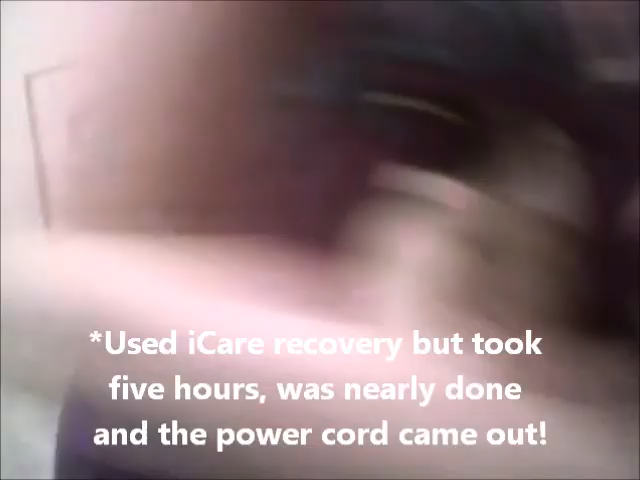 *Used iCare recovery but took
five hours, was nearly done
and the power cord came out!